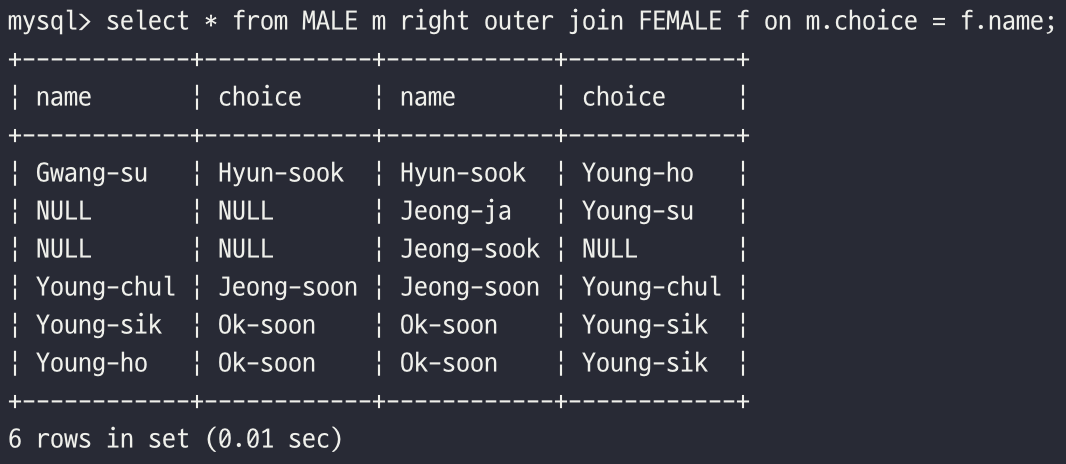 mysql> select * from MALE m right outer join FEMALE f on m.choice = f.name;
+------------+------------+------------+------------+
¦ name ¦ choice ¦ name ¦ choice ¦
+------------+------------+------------+------------+
¦ Gwang-su ¦ Hyun-sook ¦ Hyun-sook ¦ Young-ho ¦
¦ NULL ¦ NULL ¦ Jeong-ja ¦ Young-su ¦
¦ NULL ¦ NULL ¦ Jeong-sook ¦ NULL ¦
¦ Young-chul ¦ Jeong-soon ¦ Jeong-soon ¦ Young-chul ¦
¦ Young-sik ¦ Ok-soon ¦ Ok-soon ¦ Young-sik ¦
¦ Young-ho ¦ Ok-soon ¦ Ok-soon ¦ Young-sik ¦
+------------+------------+------------+------------+
6 rows in set (0.01 sec)